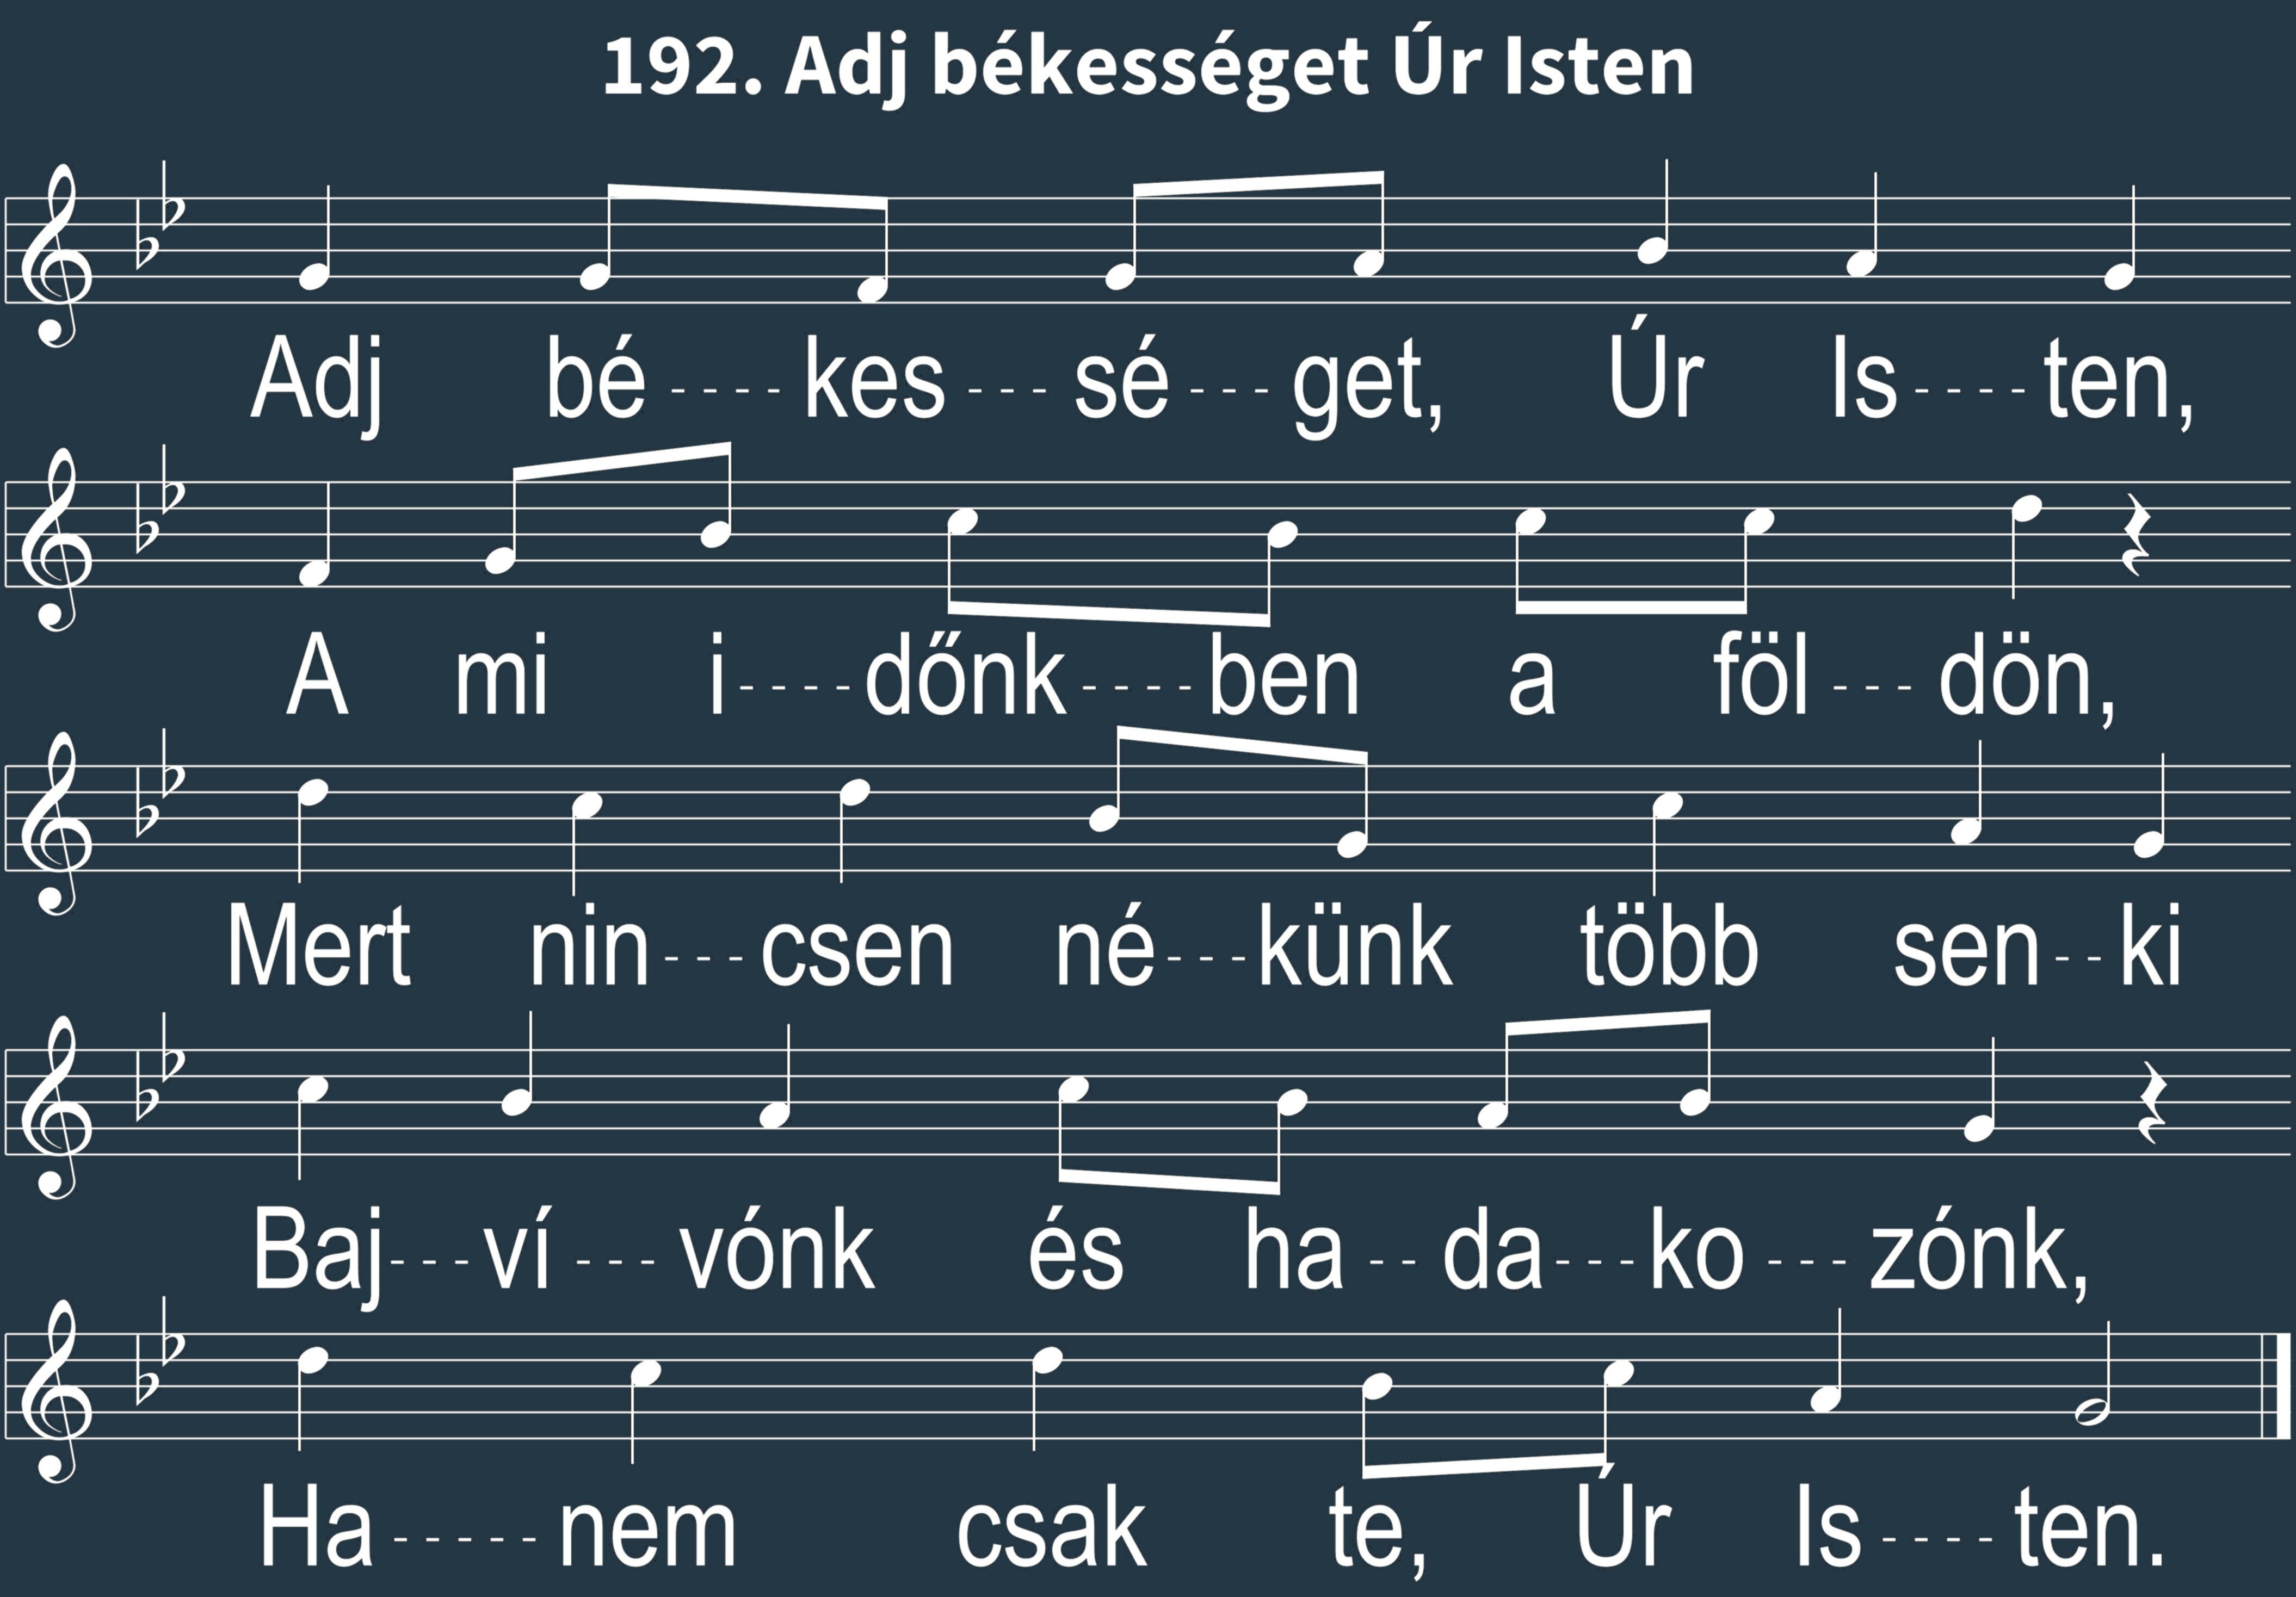 192. Adj békességet Úr Isten
Adj bé----kes---sé---get, Úr Is----ten,
A mi i----dőnk----ben a föl---dön,
Mert nin---csen né---künk több sen--ki
Baj---ví---vónk és ha--da---ko---zónk,
Ha-----nem csak te, Úr Is----ten.